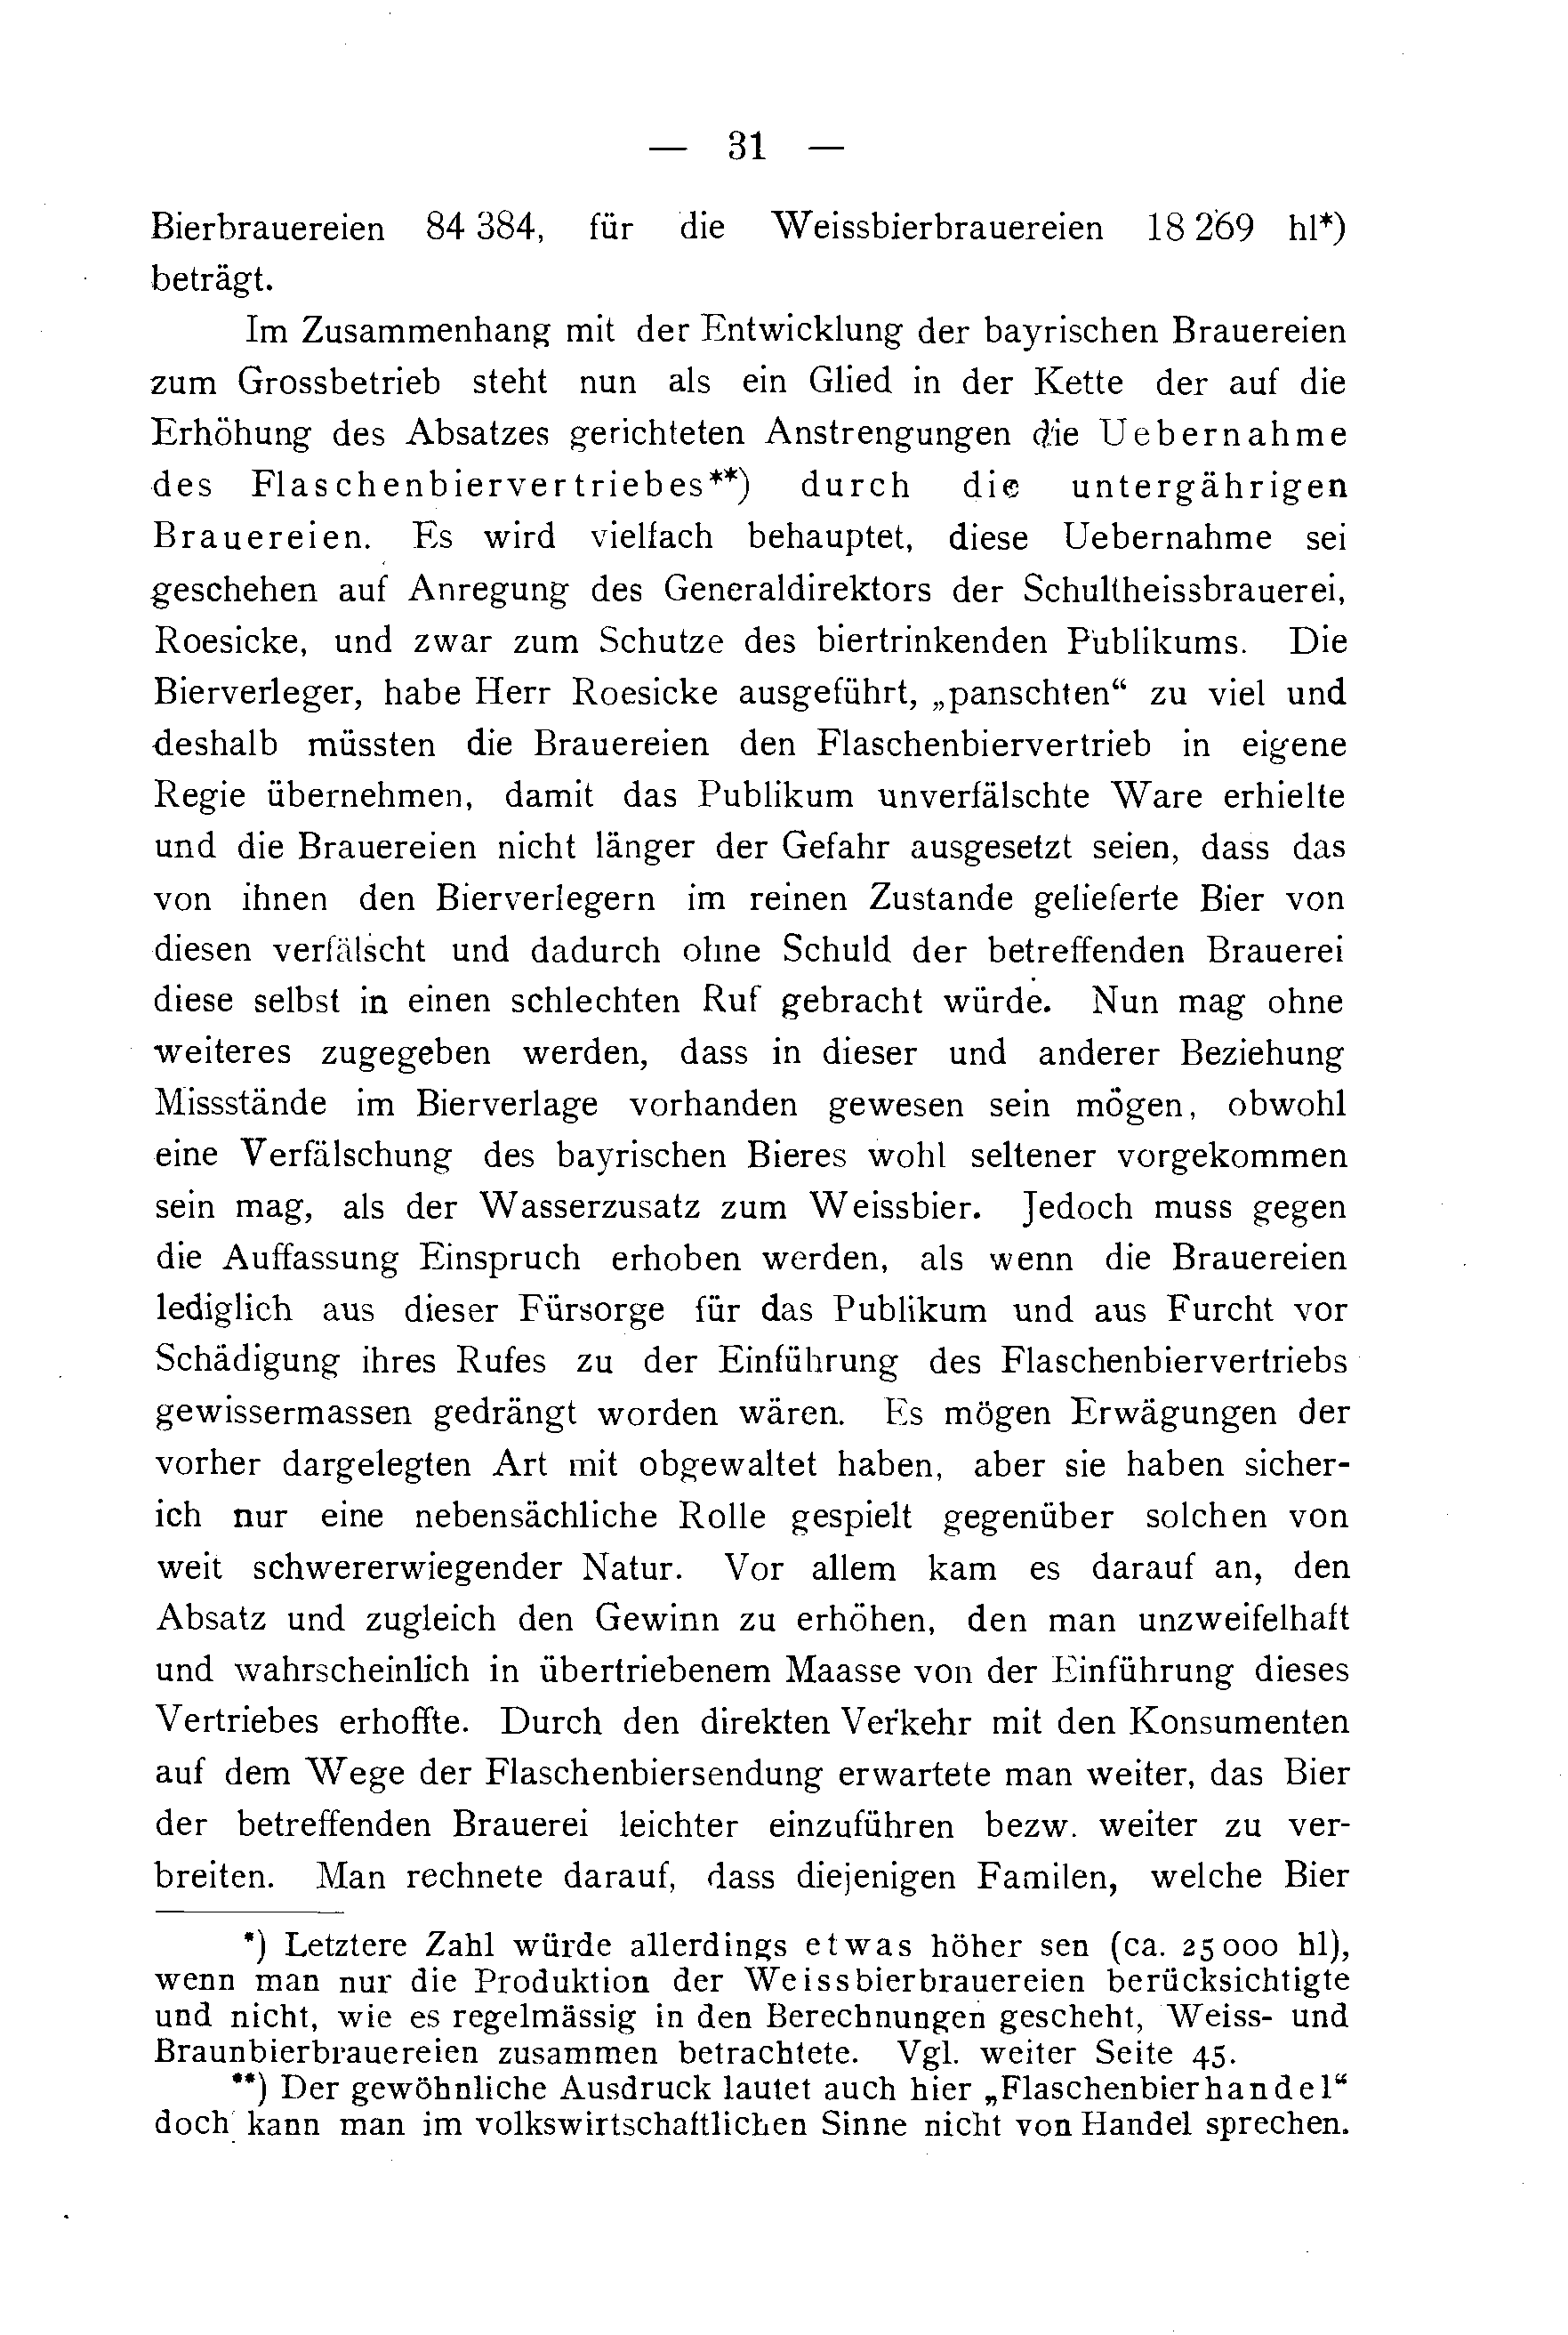 — 31 —
Bierbrauereien 84 384, für die Weissbierbrauereien 18 269 hl*)
beträgt.
Im Zusammenhang mit der Entwicklung der bayrischen Brauereien
zum Grossbetrieb steht nun als ein Glied in der Kette der auf die
Erhöhung des Absatzes gerichteten Anstrengungen die Uebernahme
des Flaschenbiervertriebes**) durch die untergährigen
Brauereien. Es wird vielfach behauptet, diese Uebernahme sei
geschehen auf Anregung des Generaldirektors der Schultheissbrauerei,
Roesicke, und zwar zum Schutze des biertrinkenden Publikums. Die
Bierverleger, habe Herr Roesicke ausgeführt, „panschten“ zu viel und
deshalb müssten die Brauereien den Flaschenbiervertrieb in eigene
Regie übernehmen, damit das Publikum unverfälschte Ware erhielte
und die Brauereien nicht länger der Gefahr ausgesetzt seien, dass das
von ihnen den Bierverlegern im reinen Zustande gelieferte Bier von
diesen verfälscht und dadurch ohne Schuld der betreffenden Brauerei
diese selbst in einen schlechten Ruf gebracht würde. Nun mag ohne
weiteres zugegeben werden, dass in dieser und anderer Beziehung
Missstände im Bierverlage vorhanden gewesen sein mögen, obwohl
eine Verfälschung des bayrischen Bieres wohl seltener vorgekommen
sein mag, als der Wasserzusatz zum Weissbier. Jedoch muss gegen
die Auffassung Einspruch erhoben werden, als wenn die Brauereien
lediglich aus dieser Fürsorge für das Publikum und aus Furcht vor
Schädigung ihres Rufes zu der Einführung des Flaschenbiervertriebs
gewissermassen gedrängt worden wären. Es mögen Erwägungen der
vorher dargelegten Art mit obgewaltet haben, aber sie haben sicher-
ich nur eine nebensächliche Rolle gespielt gegenüber solchen von
weit schwererwiegender Natur. Vor allem kam es darauf an, den
Absatz und zugleich den Gewinn zu erhöhen, den man unzweifelhaft
und wahrscheinlich in übertriebenem Maasse von der Einführung dieses
Vertriebes erhoffte. Durch den direkten Verkehr mit den Konsumenten
auf dem Wege der Flaschenbiersendung erwartete man weiter, das Bier
der betreffenden Brauerei leichter einzuführen bezw. weiter zu ver-
breiten. Man rechnete darauf, dass diejenigen Familen, welche Bier
*) Letztere Zahl würde allerdings etwas höher sen (ca. 25 000 hl),
wenn man nur die Produktion der Weissbierbrauereien berücksichtigte
und nicht, wie es regelmässig in den Berechnungen gescheht, Weiss- und
Braunbierbrauereien zusammen betrachtete. Vgl. weiter Seite 45.
**) Der gewöhnliche Ausdruck lautet auch hier „Flaschenbierhandel“
doch kann man im volkswirtschaftlichen Sinne nicht von Handel sprechen.